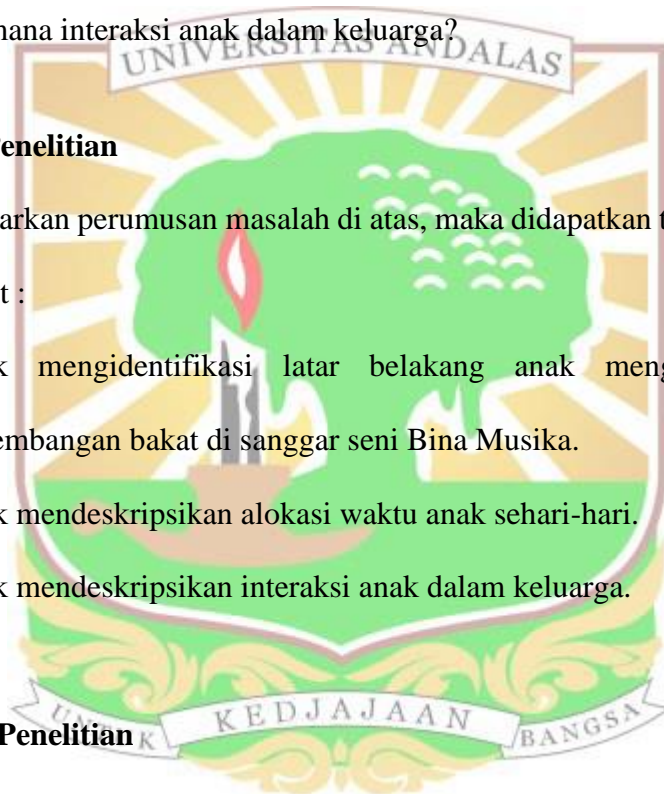 mana interaksi anak dalam keluarga?
UNIVERSITAS ANDALAS
Penelitian
arkan perumusan masalah di atas, maka didapatkan t
t :
k mengidentifikasi latar belakang anak meng
embangan bakat di sanggar seni Bina Musika.
k mendeskripsikan alokasi waktu anak sehari-hari.
k mendeskripsikan interaksi anak dalam keluarga.
UNTUK KEDJAJAAN BANGSA
Penelitian